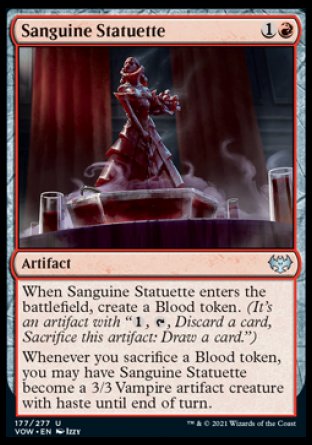 Sanguine Statuette 1
Artifact
When Sanguine Statuette enters the
battlefield, create a Blood token. (It's
an artifact with “1, , Discard a card,
Sacrifice this artifact: Draw a card.”)
Whenever you sacrifice a Blood token,
you may have Sanguine Statuette
become a 3/3 Vampire artifact creature
with haste until end of turn.
177/277 U
VOW • EN Izzy
™ & © 2021 Wizards of the Coast